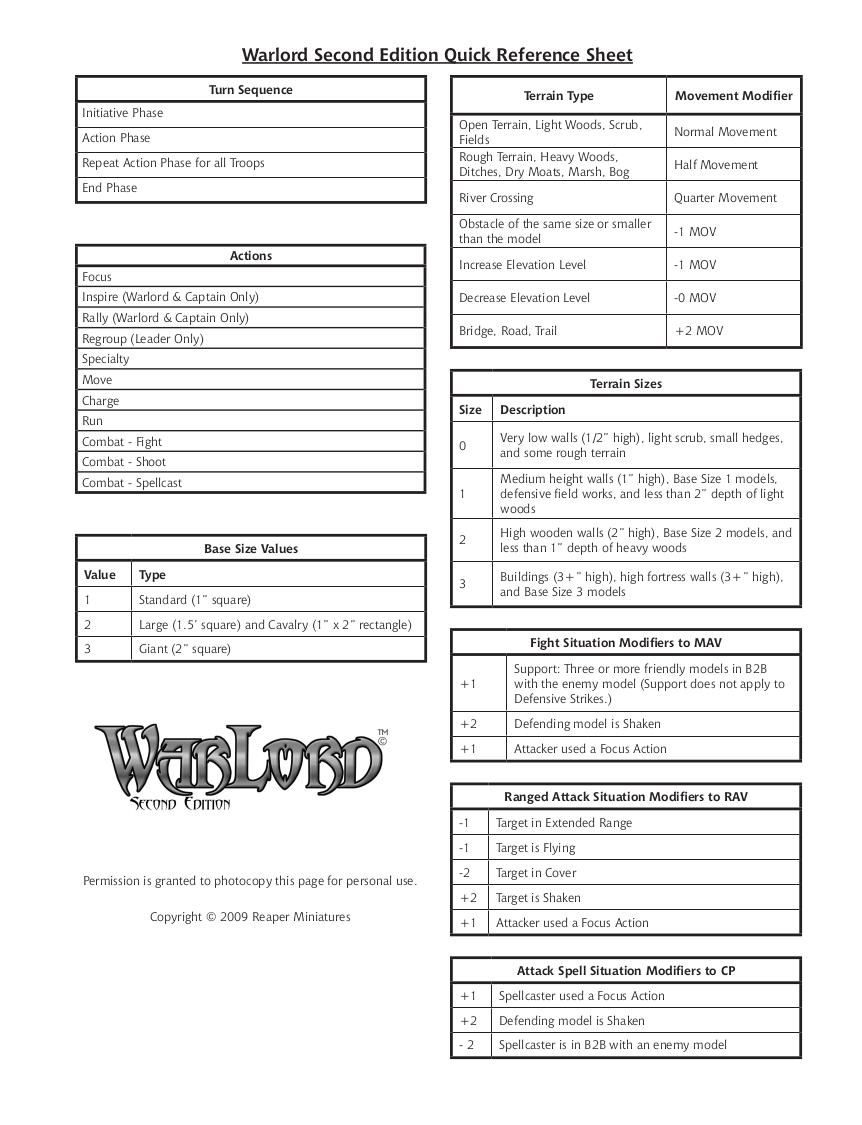 Warlord Second Edition Quick Reference Sheet
Turn Sequence
Initiative Phase
Action Phase
Repeat Action Phase for all Troops
End Phase
Actions
Focus
Inspire (Warlord & Captain Only)
Rally (Warlord & Captain Only)
Regroup (Leader Only)
Specialty
Move
Charge
Run
Combat - Fight
Combat - Shoot
Combat - Spellcast
Base Size Values
Value Type
1 Standard (1" square)
2 Large (1.5' square) and Cavalry (1" x 2" rectangle)
3 Giant (2" square)
WARLORD ™
©
SECOND EDITION
Permission is granted to photocopy this page for personal use.
Copyright © 2009 Reaper Miniatures
Terrain Type Movement Modifier
Open Terrain, Light Woods, Scrub,
Fields
Normal Movement
Rough Terrain, Heavy Woods,
Ditches, Dry Moats, Marsh, Bog
Half Movement
River Crossing Quarter Movement
Obstacle of the same size or smaller
than the model
-1 MOV
Increase Elevation Level -1 MOV
Decrease Elevation Level -0 MOV
Bridge, Road, Trail +2 MOV
Terrain Sizes
Size Description
0
Very low walls (1/2" high), light scrub, small hedges,
and some rough terrain
1
Medium height walls (1" high), Base Size 1 models,
defensive field works, and less than 2" depth of light
woods
2
High wooden walls (2" high), Base Size 2 models, and
less than 1" depth of heavy woods
3
Buildings (3+" high), high fortress walls (3+" high),
and Base Size 3 models
Fight Situation Modifiers to MAV
+1
Support: Three or more friendly models in B2B
with the enemy model (Support does not apply to
Defensive Strikes.)
+2 Defending model is Shaken
+1 Attacker used a Focus Action
Ranged Attack Situation Modifiers to RAV
-1 Target in Extended Range
-1 Target is Flying
-2 Target in Cover
+2 Target is Shaken
+1 Attacker used a Focus Action
Attack Spell Situation Modifiers to CP
+1 Spellcaster used a Focus Action
+2 Defending model is Shaken
- 2 Spellcaster is in B2B with an enemy model